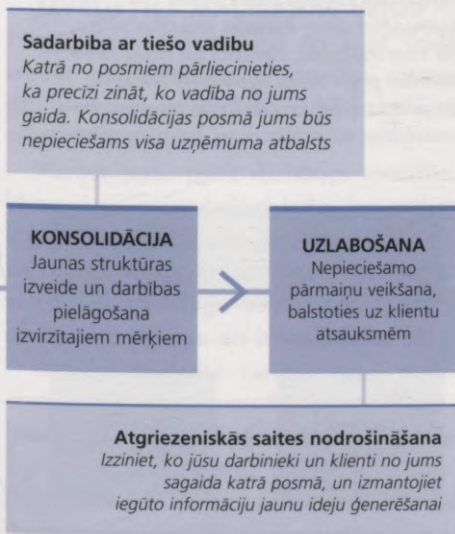 Sadarbība ar tiešo vadību
Katrā no posmiem pārliecinieties,
ka precīzi zināt, ko vadība no jums
gaida. Konsolidācijas posmā jums būs
nepieciešams visa uzņēmuma atbalsts
KONSOLIDĀCIJA
Jaunas struktūras
izveide un darbības
pielāgošana
izvirzītajiem mērķiem
UZLABOŠANA
Nepieciešamo
pārmaiņu veikšana,
balstoties uz klientu
atsauksmēm
Atgriezeniskās saites nodrošināšana
Izziniet, ko jūsu darbinieki un klienti no jums
sagaida katrā posmā, un izmantojiet
iegūto informāciju jaunu ideju ģenerēšanai